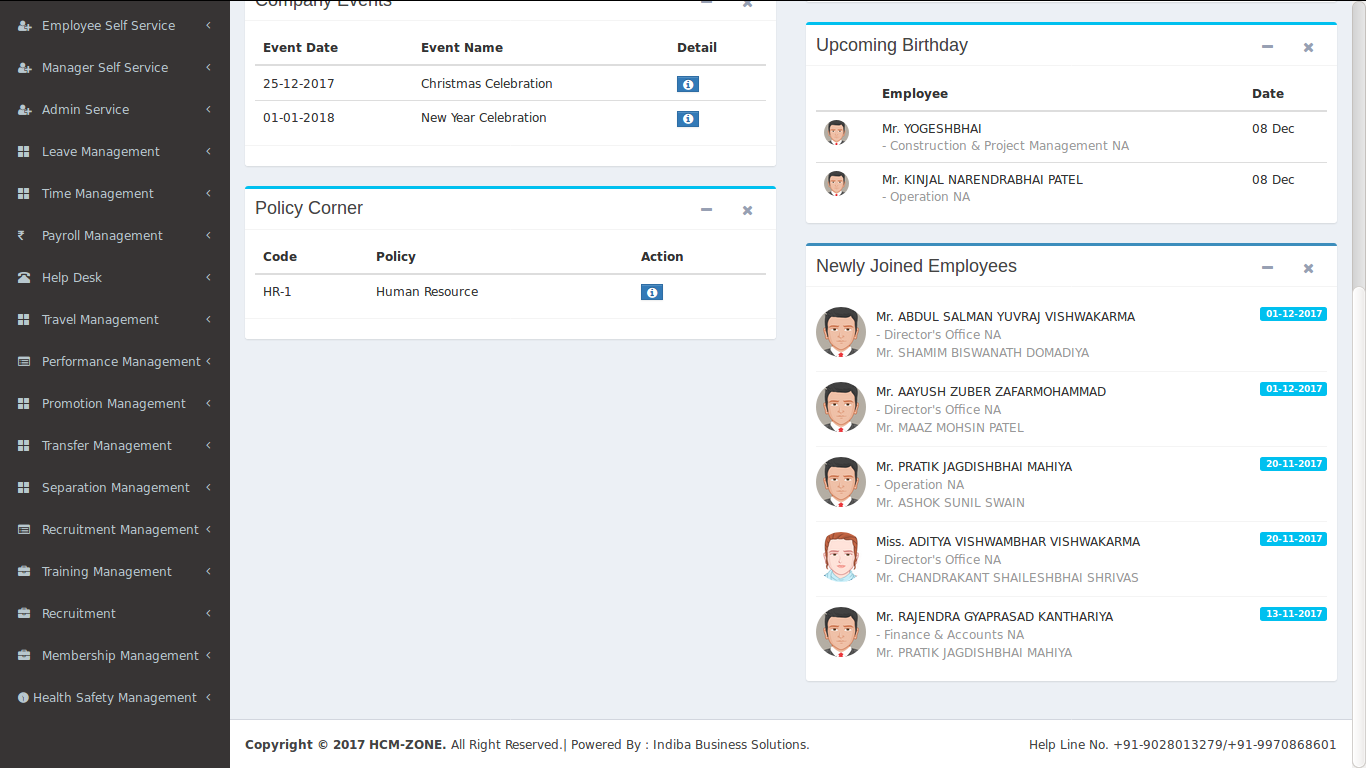 Employee Self Service
Manager Self Service
Admin Service
Leave Management
Time Management
₹ Payroll Management
Help Desk
Travel Management
Performance Management
Promotion Management
Transfer Management
Separation Management
Recruitment Management
Training Management
Recruitment
Membership Management
Health Safety Management
Company Events
Event Date Event Name Detail
25-12-2017 Christmas Celebration
01-01-2018 New Year Celebration
Policy Corner
Code Policy Action
HR-1 Human Resource
Upcoming Birthday
Employee Date
Mr. YOGESHBHAI 08 Dec
- Construction & Project Management NA
Mr. KINJAL NARENDRABHAI PATEL 08 Dec
- Operation NA
Newly Joined Employees
Mr. ABDUL SALMAN YUVRAJ VISHWAKARMA 01-12-2017
- Director's Office NA
Mr. SHAMIM BISWANATH DOMADIYA
Mr. AAYUSH ZUBER ZAFARMOHAMMAD 01-12-2017
- Director's Office NA
Mr. MAAZ MOHSIN PATEL
Mr. PRATIK JAGDISHBHAI MAHIYA 20-11-2017
- Operation NA
Mr. ASHOK SUNIL SWAIN
Miss. ADITYA VISHWAMBHAR VISHWAKARMA 20-11-2017
- Director's Office NA
Mr. CHANDRAKANT SHAILESHBHAI SHRIVAS
Mr. RAJENDRA GYAPRASAD KANTHARIYA 13-11-2017
- Finance & Accounts NA
Mr. PRATIK JAGDISHBHAI MAHIYA
Copyright © 2017 HCM-ZONE. All Right Reserved.| Powered By : Indiba Business Solutions. Help Line No. +91-9028013279/+91-9970868601